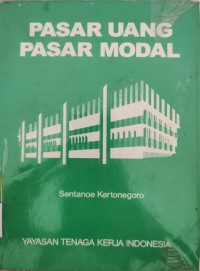 PASAR UANG
PASAR MODAL
Sentanoe Kertonegoro
YAYASAN TENAGA KERJA INDONESIA